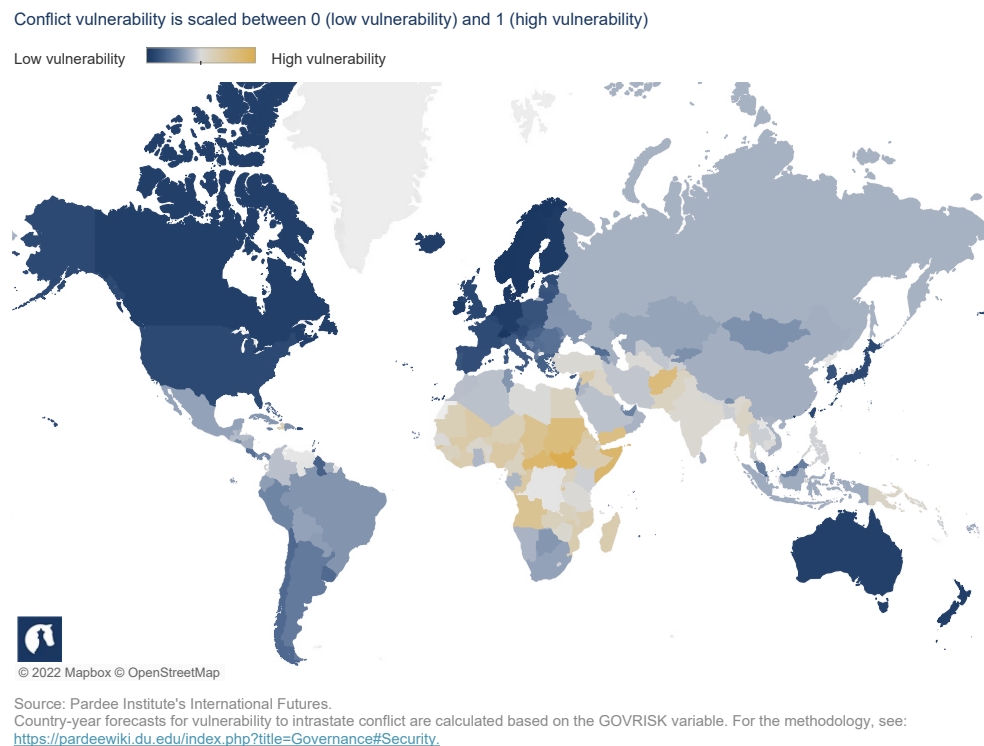 Conflict vulnerability is scaled between 0 (low vulnerability) and 1 (high vulnerability)
Low vulnerability High vulnerability
© 2022 Mapbox © OpenStreetMap
Source: Pardee Institute's International Futures.
Country-year forecasts for vulnerability to intrastate conflict are calculated based on the GOVRISK variable. For the methodology, see:
https://pardeewiki.du.edu/index.php?title=Governance#Security.